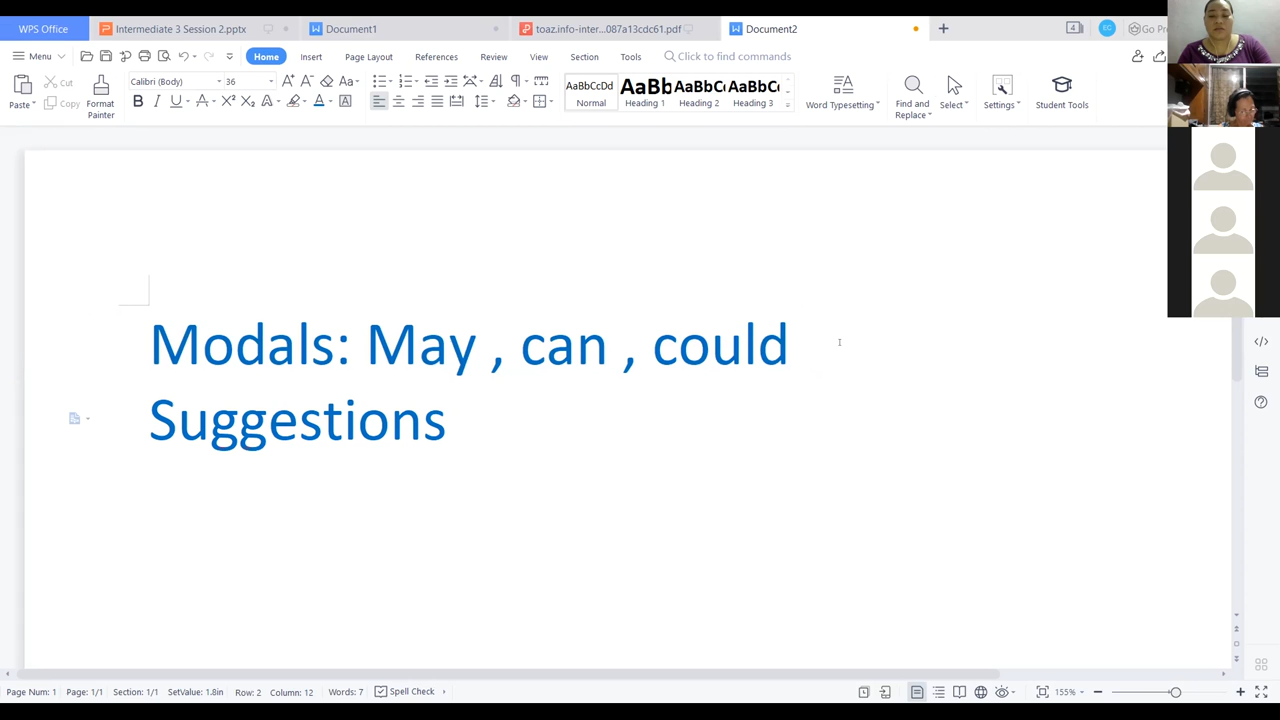 WPS Office
Intermediate 3 Session 2.pptx
Document1
toaz.info-inter...087a13cdc61.pdf
Document2
4
EC
Go Pre
Menu
Home
Insert
Page Layout
References
Review
View
Section
Tools
Click to find commands
Paste
Cut
Copy
Format Painter
Calibri (Body)
36
AaBbCcDd
Normal
AaBb
Heading 1
AaBbC
Heading 2
AaBbC
Heading 3
Word Typesetting
Find and Replace
Select
Settings
Student Tools
Modals: May , can , could
Suggestions
Page Num: 1
Page: 1/1
Section: 1/1
SetValue: 1.8in
Row: 2
Column: 12
Words: 7
Spell Check
155%